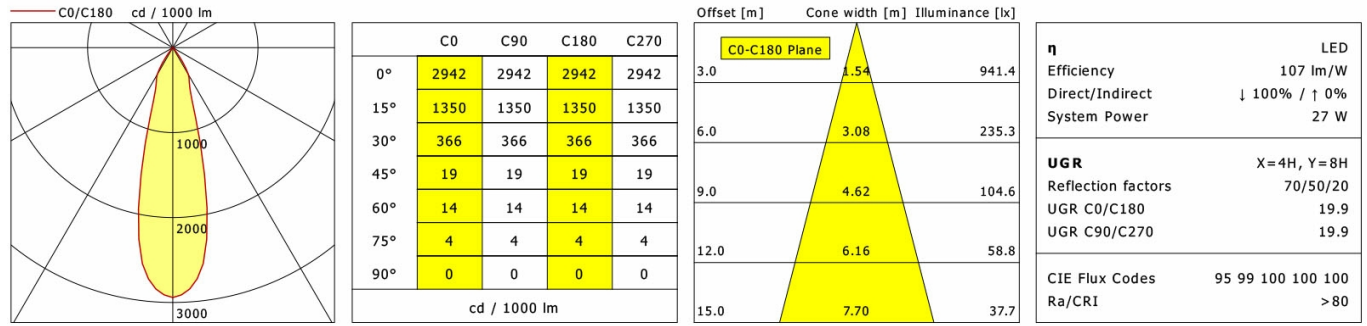 C0/C180 cd / 1000 lm
1000
2000
3000
C0 C90 C180 C270
0° 2942 2942 2942 2942
15° 1350 1350 1350 1350
30° 366 366 366 366
45° 19 19 19 19
60° 14 14 14 14
75° 4 4 4 4
90° 0 0 0 0
cd / 1000 lm
Offset [m] Cone width [m] Illuminance [lx]
C0-C180 Plane
3.0 1.54 941.4
6.0 3.08 235.3
9.0 4.62 104.6
12.0 6.16 58.8
15.0 7.70 37.7
η LED
Efficiency 107 lm/W
Direct/Indirect ↓ 100% / ↑ 0%
System Power 27 W
UGR X=4H, Y=8H
Reflection factors 70/50/20
UGR C0/C180 19.9
UGR C90/C270 19.9
CIE Flux Codes 95 99 100 100 100
Ra/CRI >80